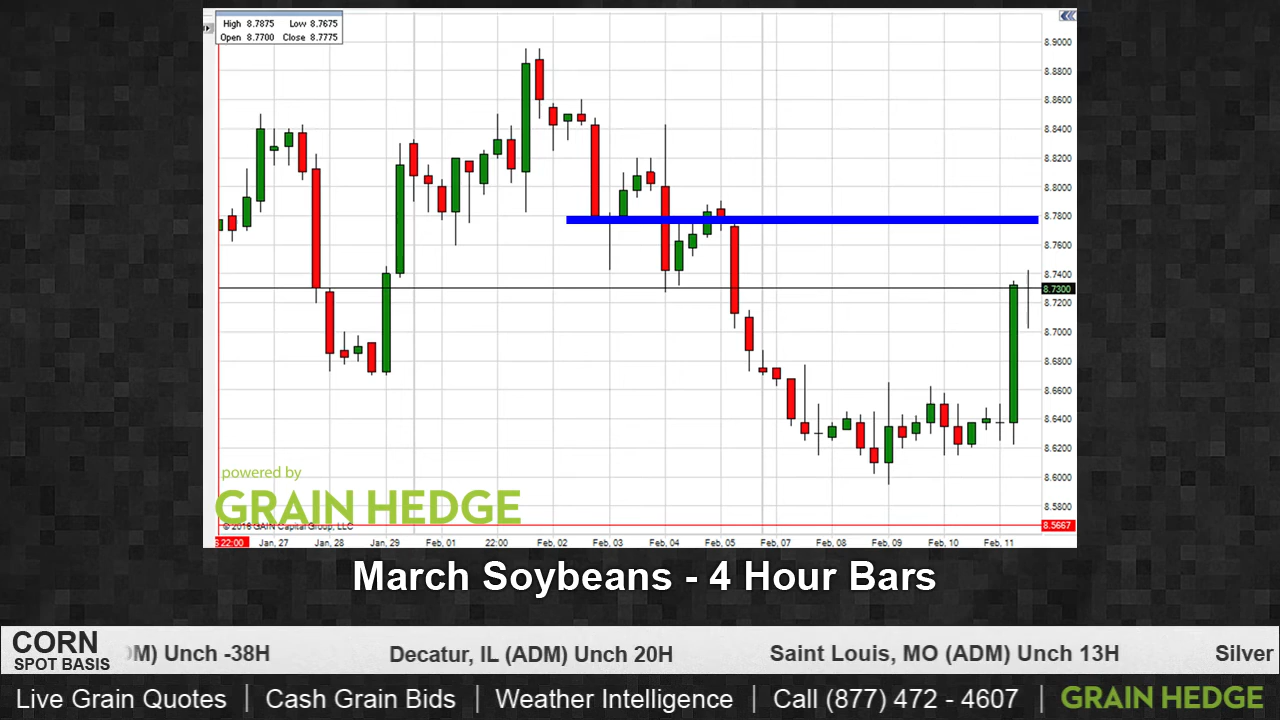 High 8.7875 Low 8.7675
Open 8.7700 Close 8.7775
8.9000
8.8800
8.8600
8.8400
8.8200
8.8000
8.7800
8.7600
8.7400
8.7300
8.7200
8.7000
8.6800
8.6600
8.6400
8.6200
8.6000
8.5800
8.5667
powered by
GRAIN HEDGE
© 2016 GAIN Capital Group, LLC
22:00 Jan, 27 Jan, 28 Jan, 29 Feb, 01 22:00 Feb, 02 Feb, 03 Feb, 04 Feb, 05 Feb, 07 Feb, 08 Feb, 09 Feb, 10 Feb, 11
March Soybeans - 4 Hour Bars
CORN
SPOT BASIS
M) Unch -38H Decatur, IL (ADM) Unch 20H Saint Louis, MO (ADM) Unch 13H Silver
Live Grain Quotes | Cash Grain Bids | Weather Intelligence | Call (877) 472 - 4607 | GRAIN HEDGE